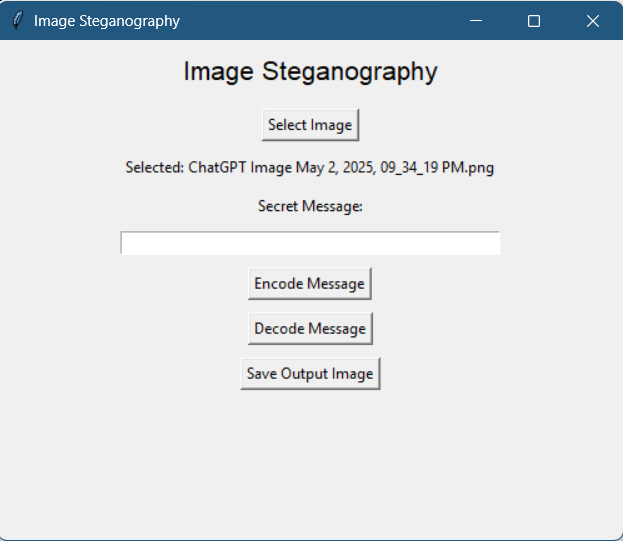 Image Steganography
Image Steganography
Select Image
Selected: ChatGPT Image May 2, 2025, 09_34_19 PM.png
Secret Message:
Encode Message
Decode Message
Save Output Image